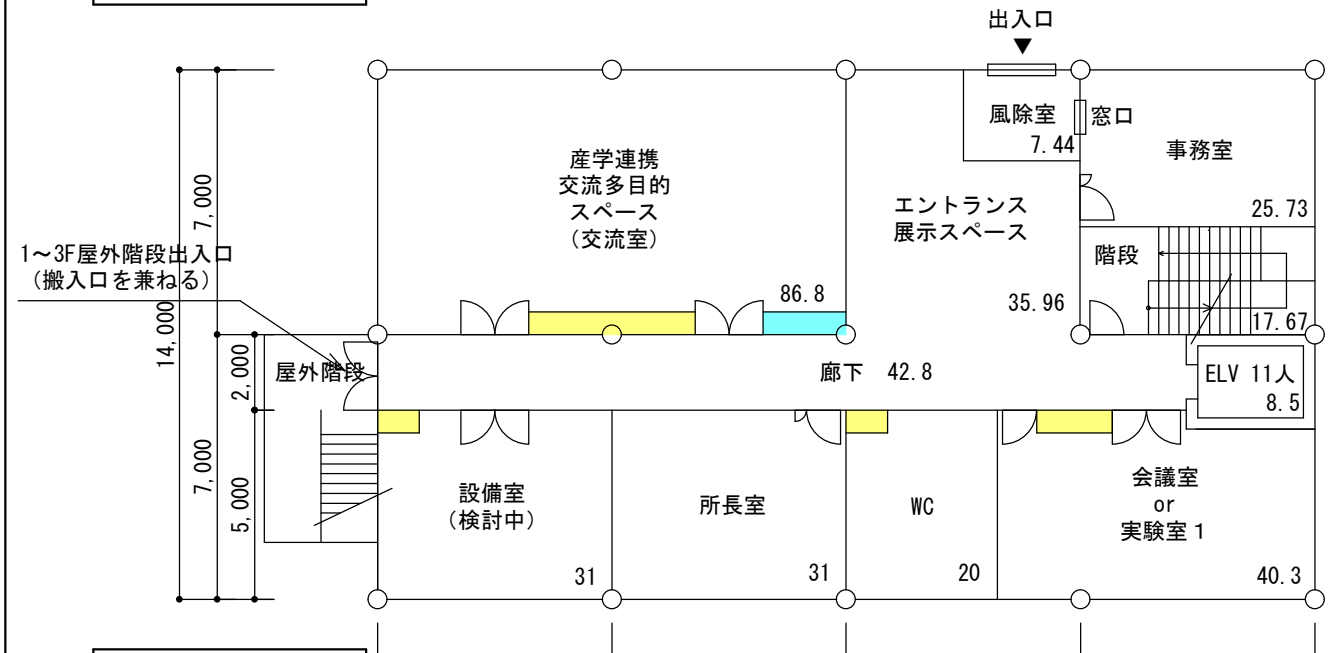 出入口
▼
風除室
7.44
窓口
事務室
25.73
産学連携
交流多目的
スペース
（交流室）
86.8
エントランス
展示スペース
35.96
階段
17.67
7,000
14,000
1～3F屋外階段出入口
（搬入口を兼ねる）
2,000
屋外階段
廊下 42.8
ELV 11人
8.5
7,000
5,000
設備室
（検討中）
31
所長室
31
WC
20
会議室
or
実験室１
40.3